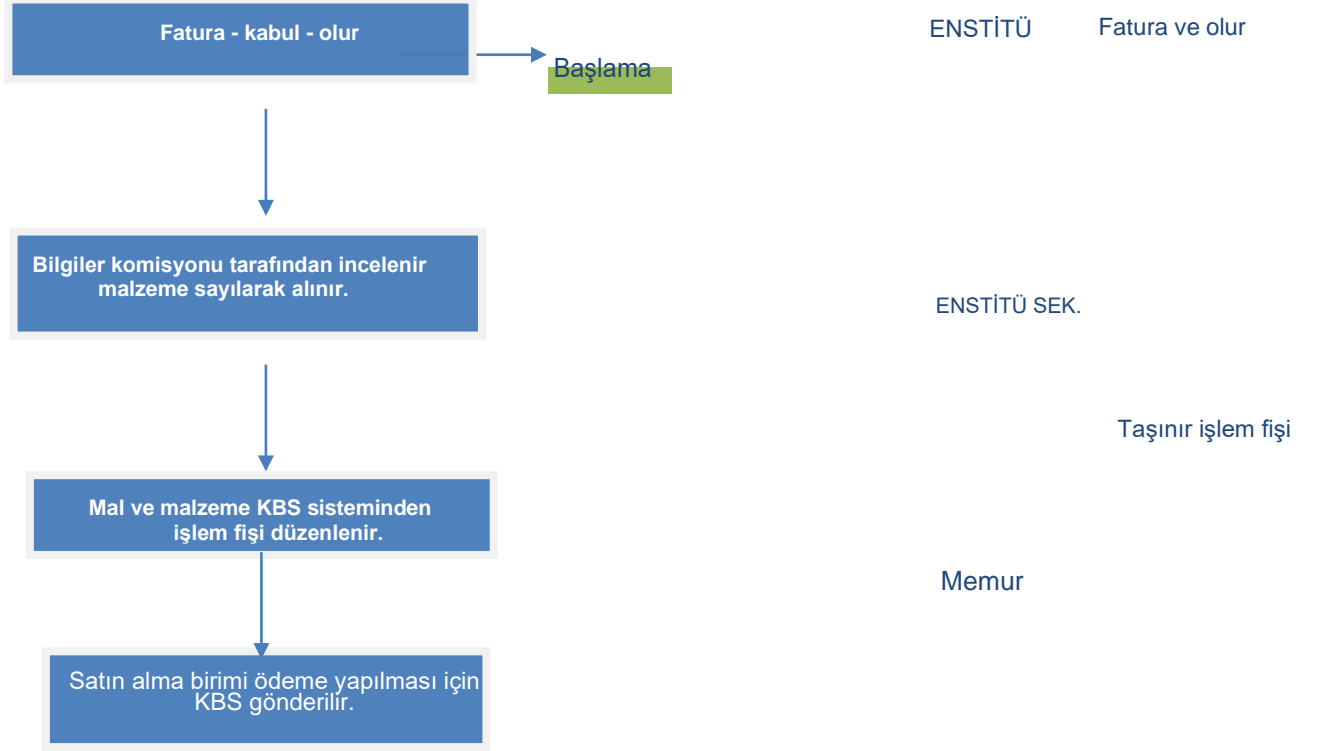 Fatura - kabul - olur
Başlama
ENSTİTÜ
Fatura ve olur
Bilgiler komisyonu tarafından incelenir
malzeme sayılarak alınır.
ENSTİTÜ SEK.
Taşınır işlem fişi
Mal ve malzeme KBS sisteminden
işlem fişi düzenlenir.
Memur
Satın alma birimi ödeme yapılması için
KBS gönderilir.